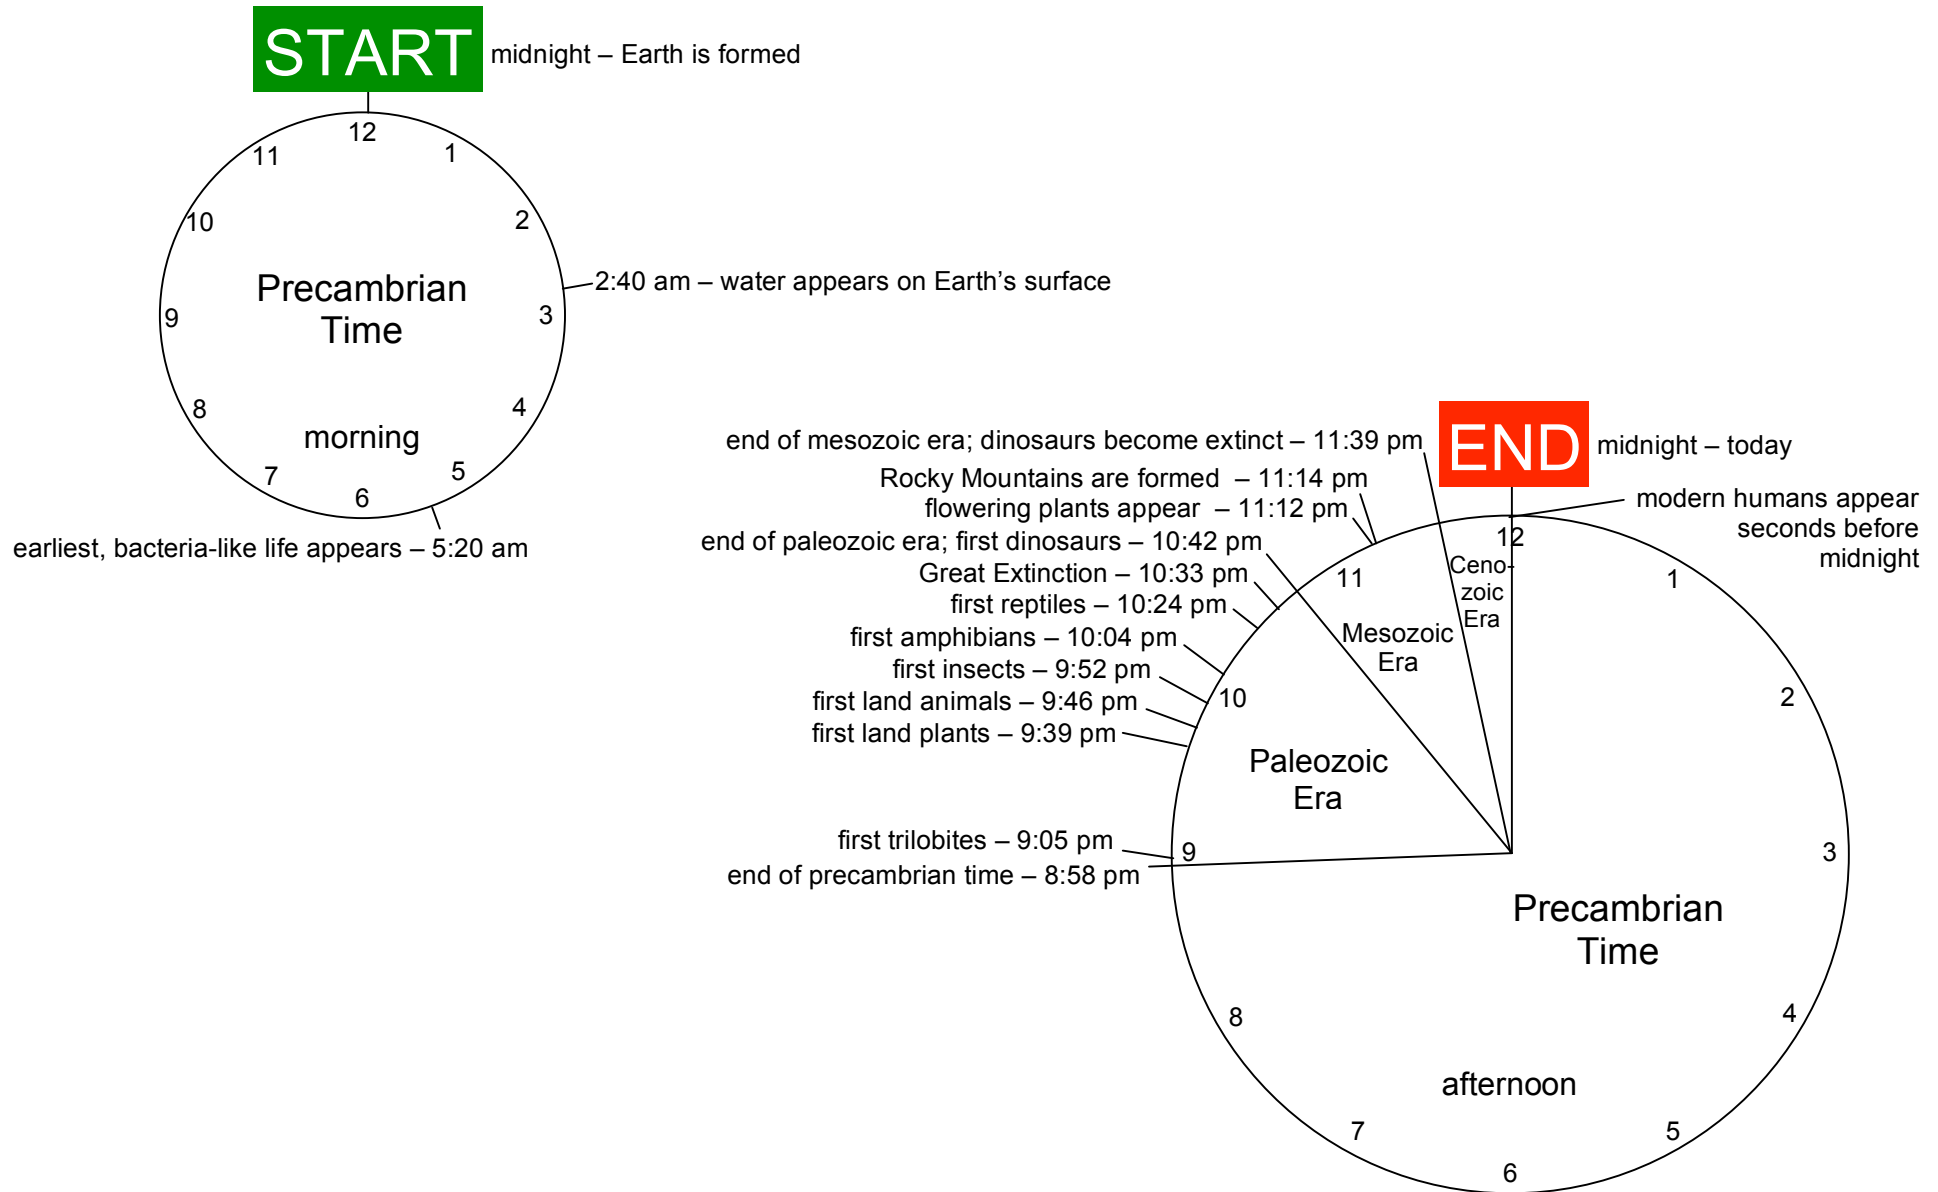 START
midnight – Earth is formed
12
1
2
3
4
5
6
7
8
9
10
11
Precambrian
Time
morning
2:40 am – water appears on Earth’s surface
earliest, bacteria-like life appears – 5:20 am
END
midnight – today
modern humans appear
seconds before
midnight
end of mesozoic era; dinosaurs become extinct – 11:39 pm
Rocky Mountains are formed – 11:14 pm
flowering plants appear – 11:12 pm
end of paleozoic era; first dinosaurs – 10:42 pm
Great Extinction – 10:33 pm
first reptiles – 10:24 pm
first amphibians – 10:04 pm
first insects – 9:52 pm
first land animals – 9:46 pm
first land plants – 9:39 pm
first trilobites – 9:05 pm
end of precambrian time – 8:58 pm
12
1
2
3
4
5
6
7
8
9
10
11
Ceno-
zoic
Era
Mesozoic
Era
Paleozoic
Era
Precambrian
Time
afternoon